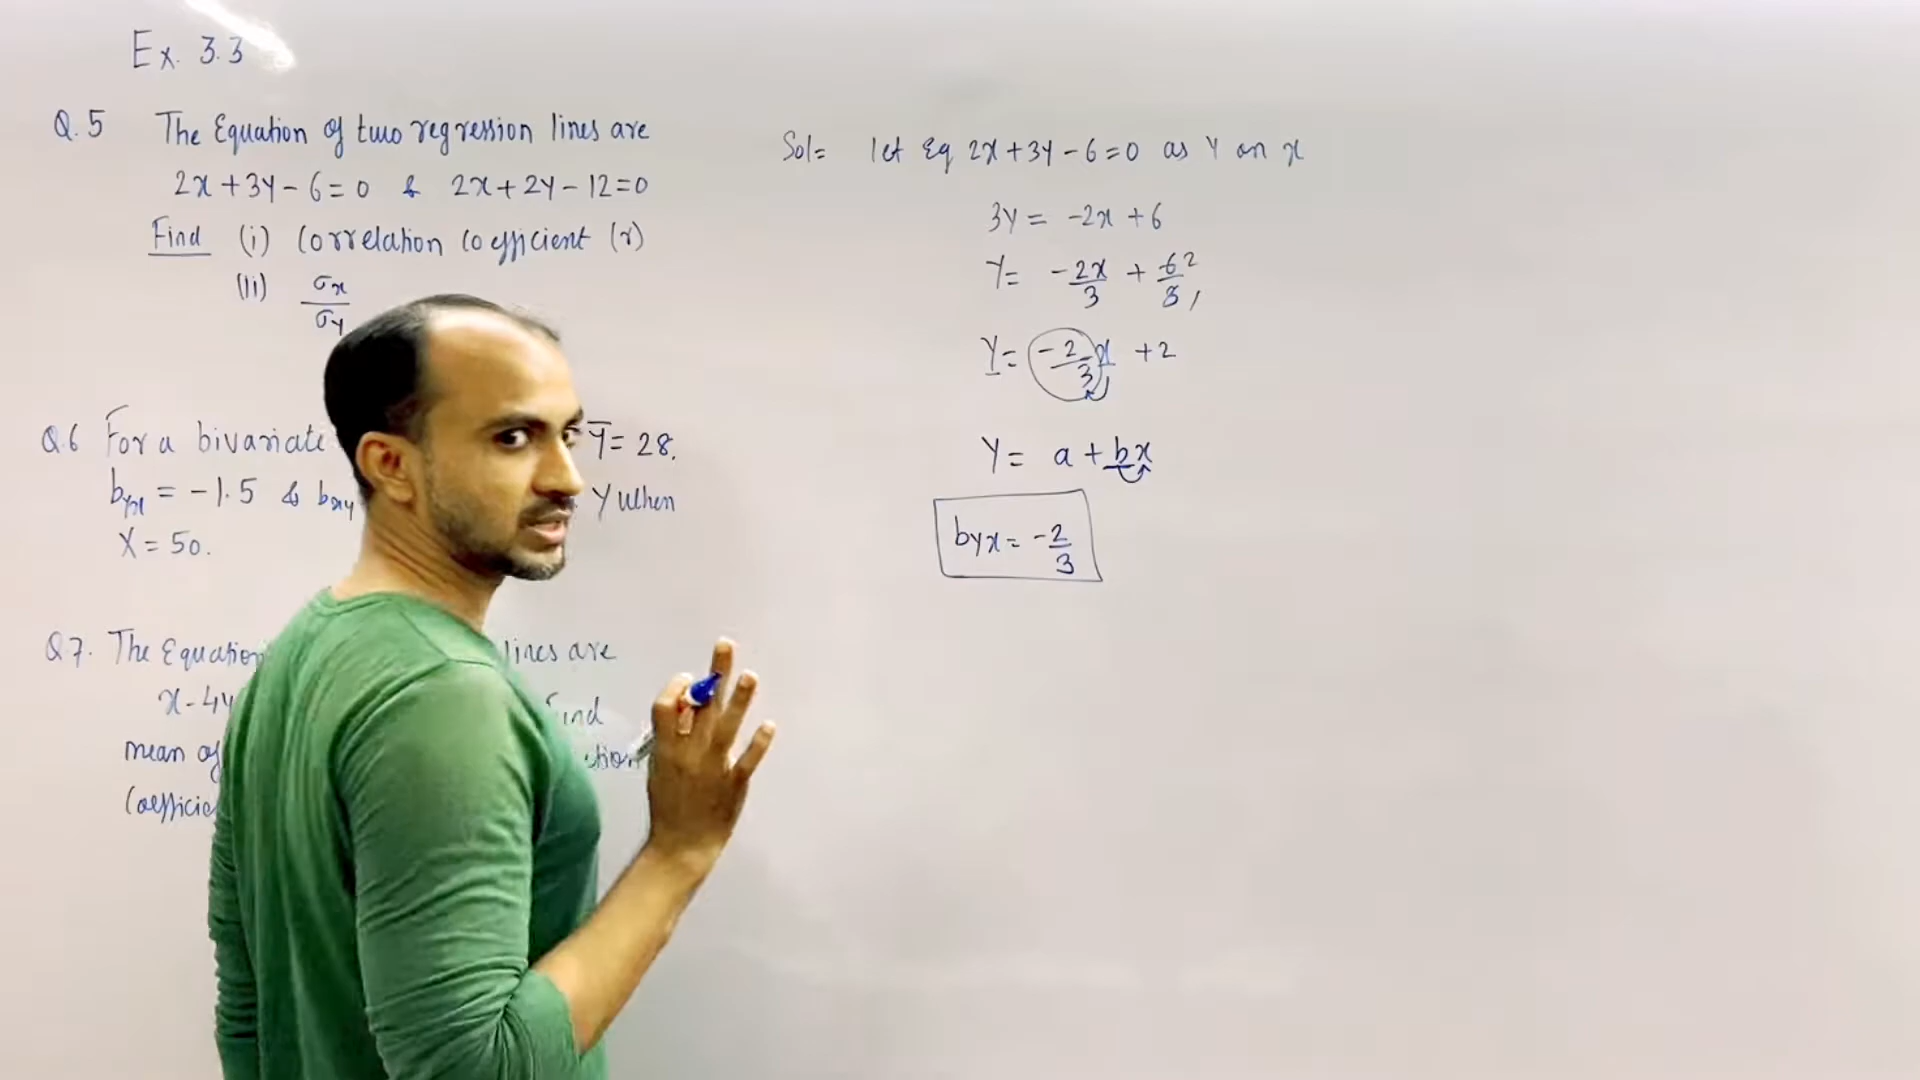 Ex. 3.3
Q.5 The Equation of two regression lines are
2x + 3y - 6 = 0 & 2x + 2y - 12 = 0
Find (i) Correlation Coefficient (r)
(ii) σx/σy
Q.6 For a bivariate Y̅ = 28.
byx = -1.5 & bxy Y when
X = 50.
Q7. The Equation lines are
x - 4y find
mean of
Sol= let Eq 2x + 3y - 6 = 0 as Y on x
3y = -2x + 6
Y = -2x/3 + 6/3 2
Y = -2/3 x + 2
Y = a + bx
byx = -2/3